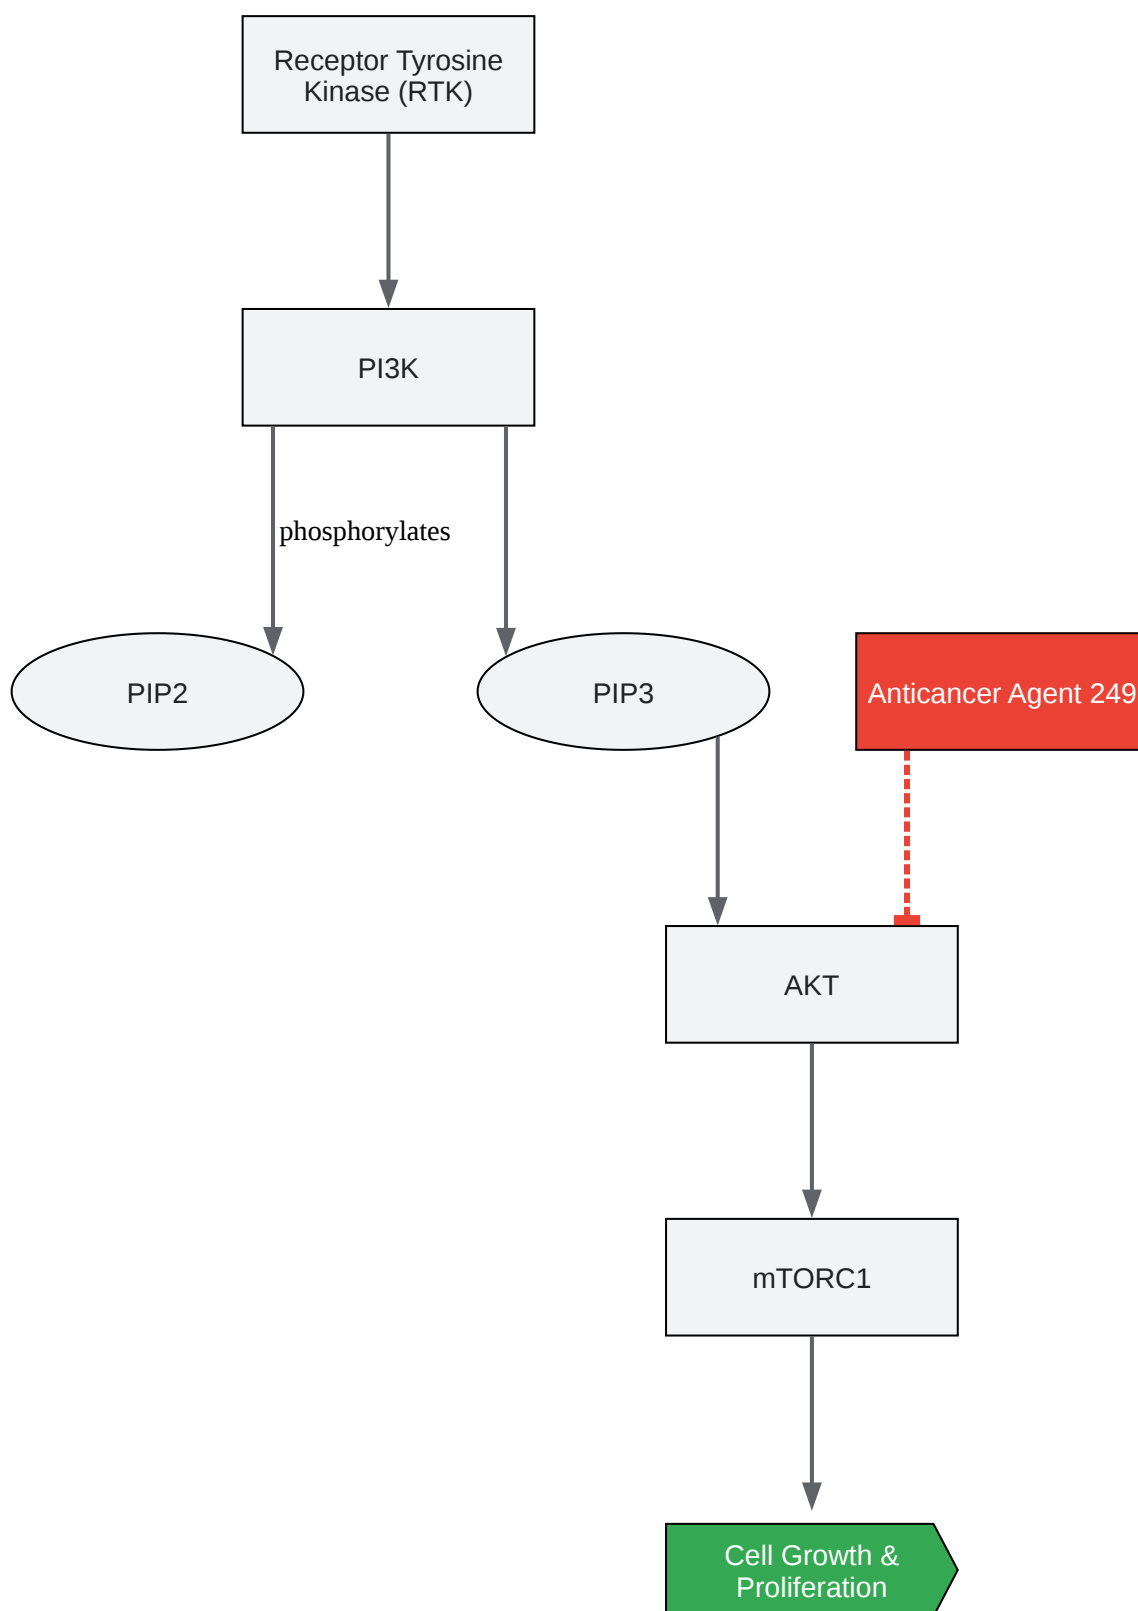 Receptor Tyrosine
Kinase (RTK)
PI3K
phosphorylates
PIP2
PIP3
Anticancer Agent 249
AKT
mTORC1
Cell Growth &
Proliferation